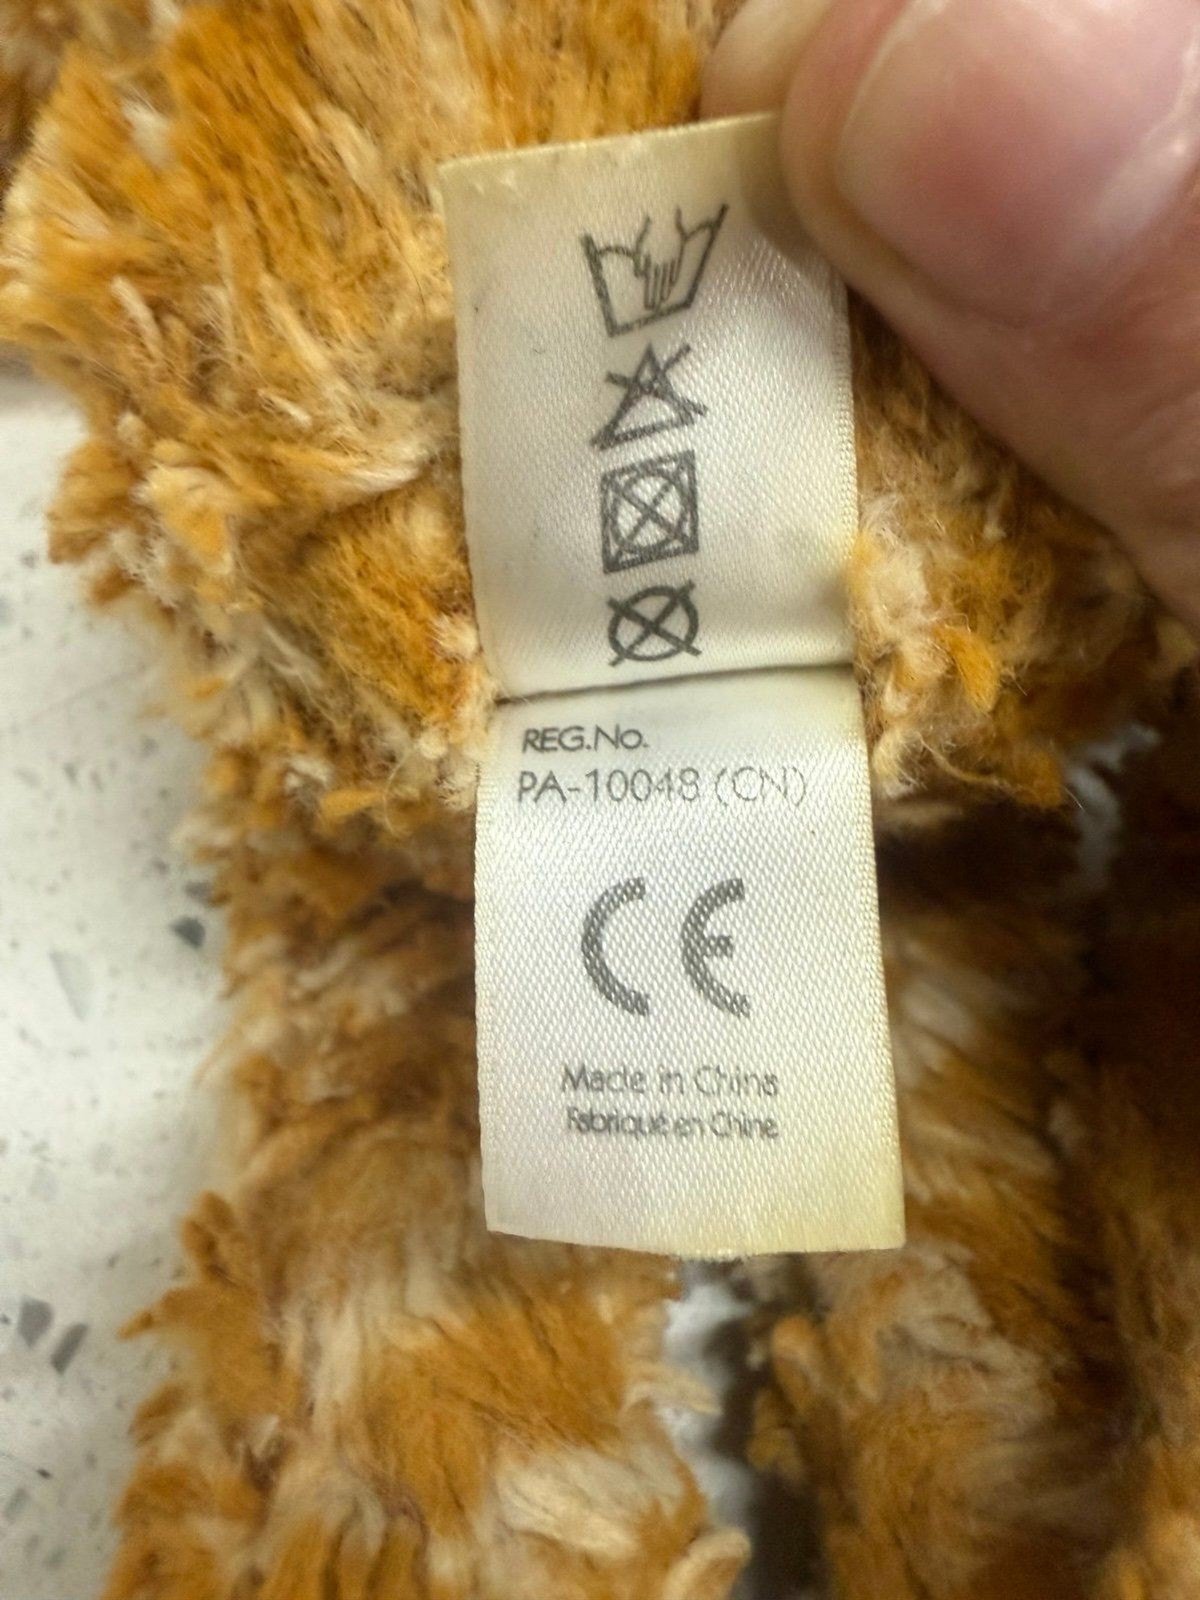 REG.No.
PA-10048 (CN)
CE
Made in China
Fabriqué en Chine